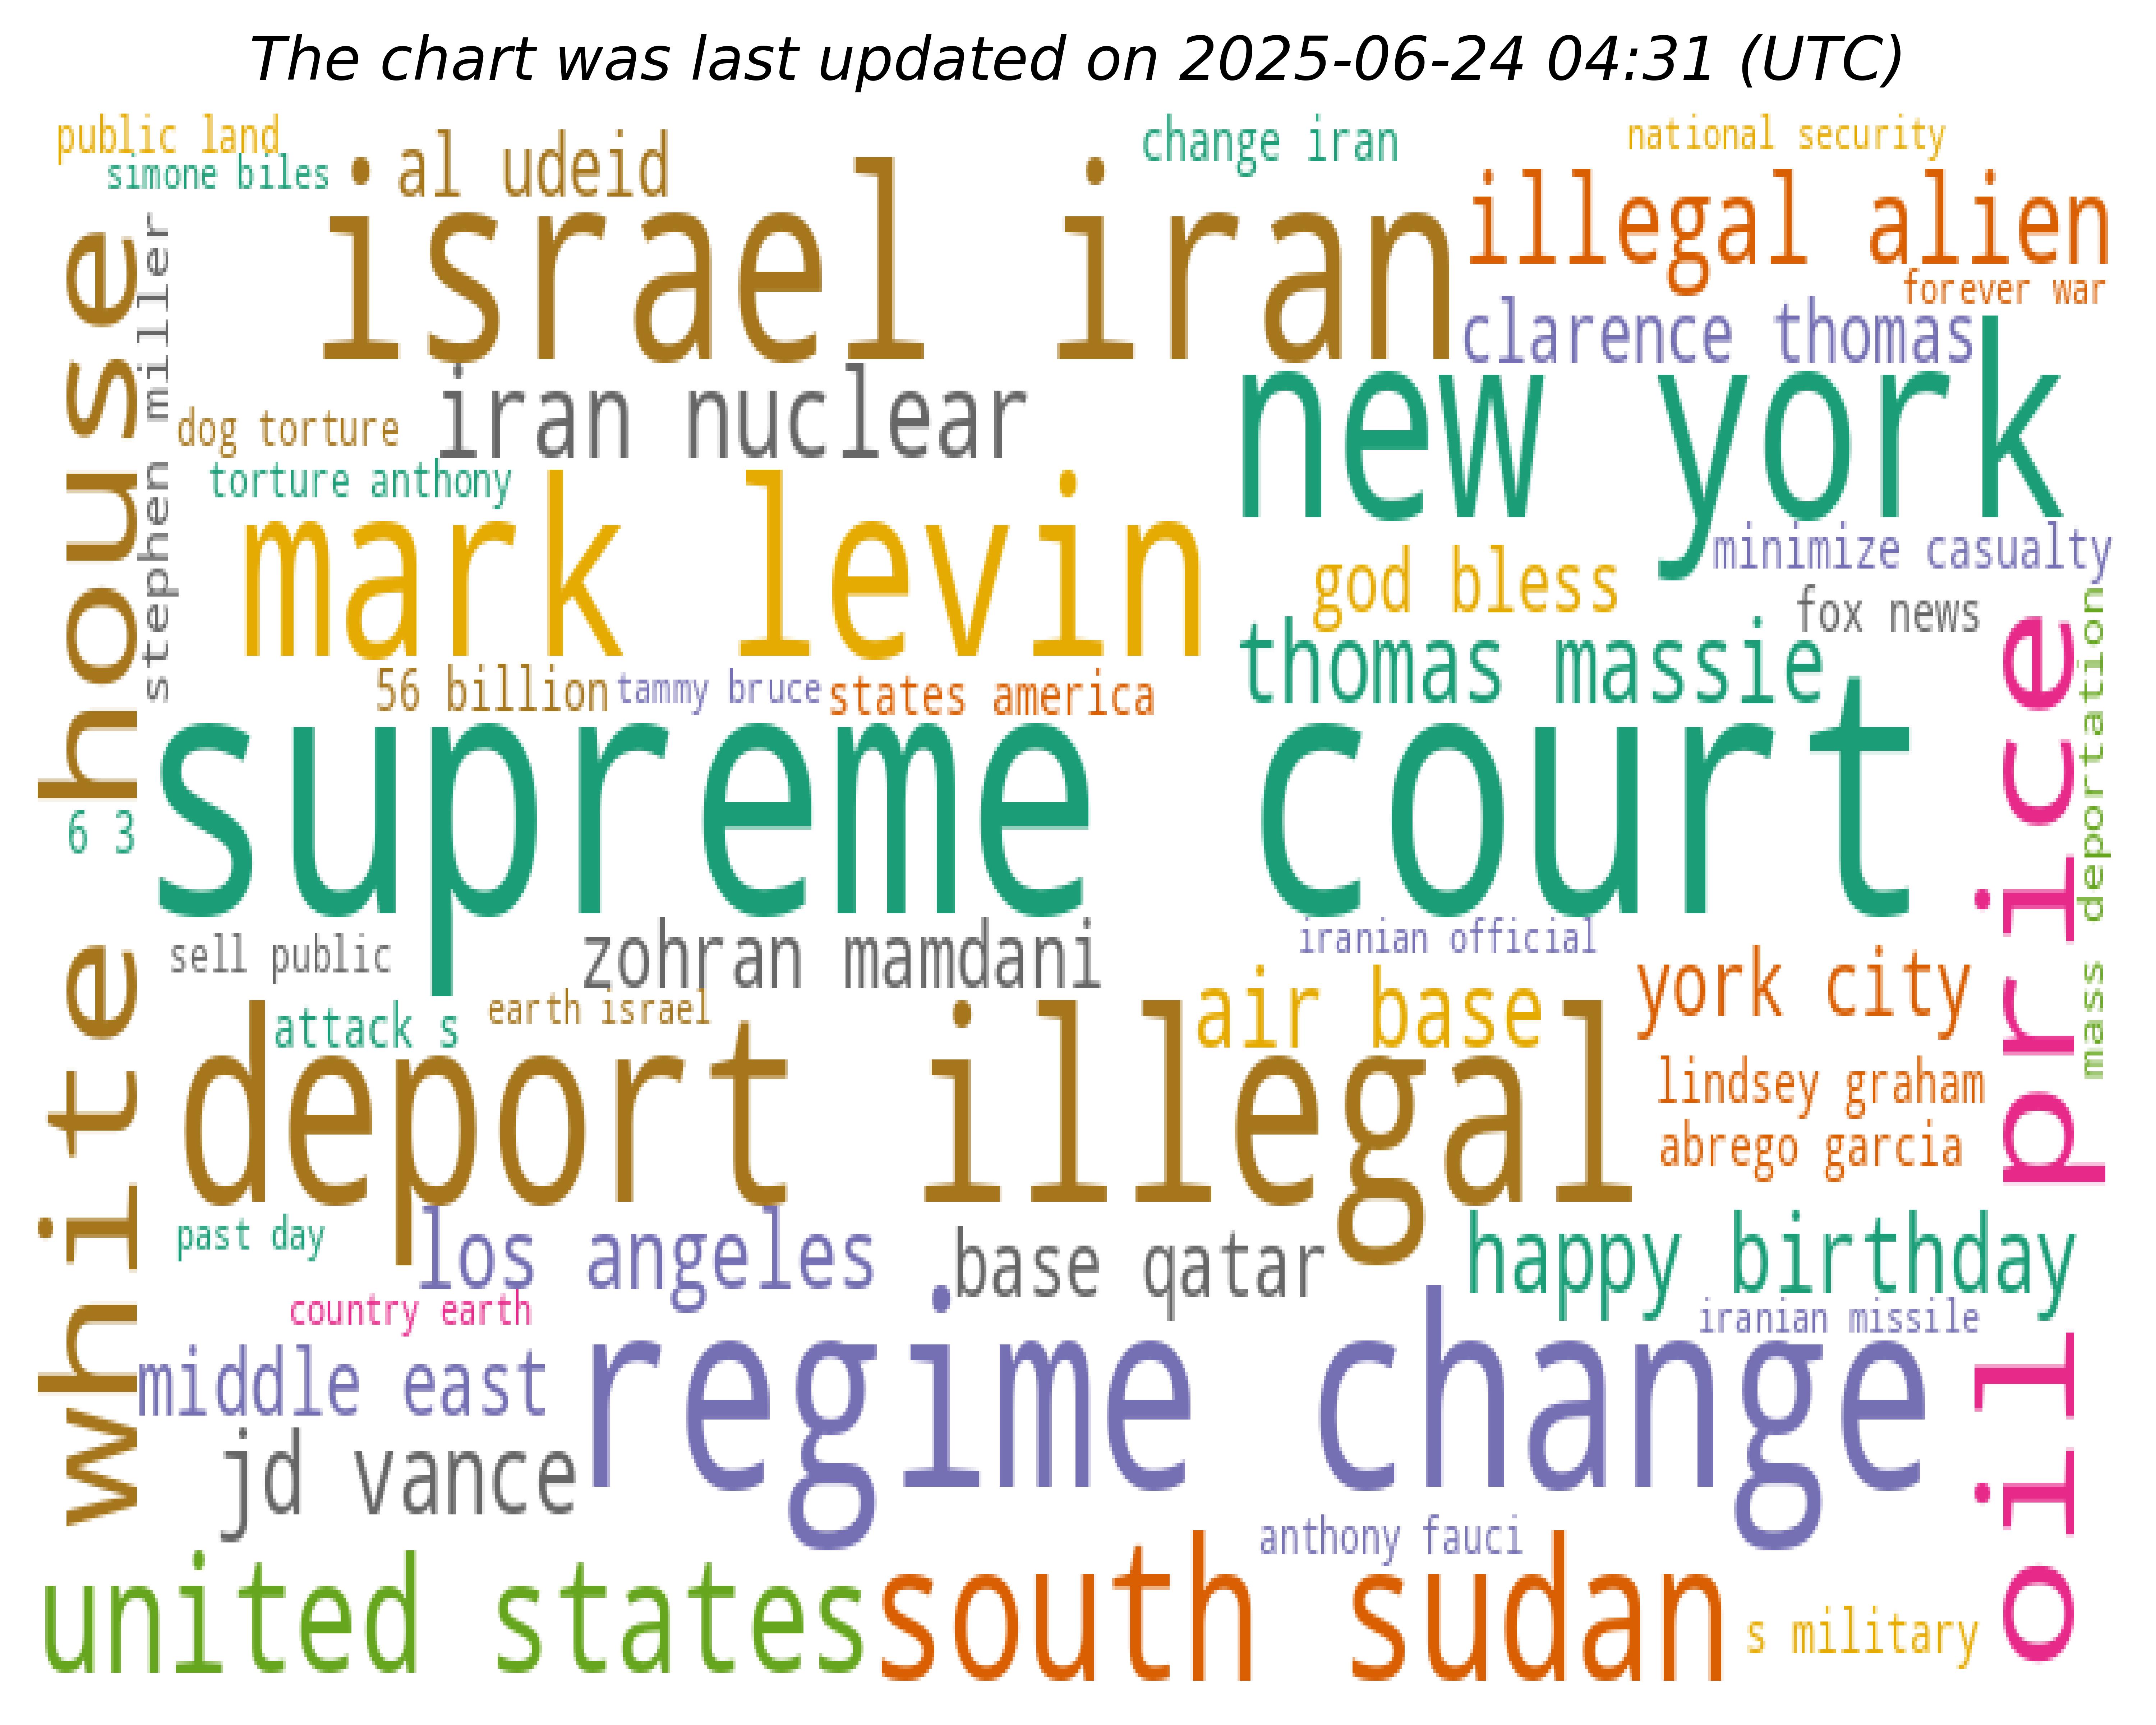 The chart was last updated on 2025-06-24 04:31 (UTC)
public land
simone biles
al udeid
change iran
national security
israel iran
illegal alien
forever war
clarence thomas
white house
stephen miller
dog torture
iran nuclear
new york
torture anthony
mark levin
minimize casualty
god bless
fox news
thomas massie
56 billion
tammy bruce
states america
supreme court
6 3
oil price
mass deportation
sell public
zohran mamdani
iranian official
york city
attack s
earth israel
air base
deport illegal
lindsey graham
abrego garcia
past day
los angeles
base qatar
happy birthday
country earth
iranian missile
middle east
regime change
jd vance
anthony fauci
united states
south sudan
s military